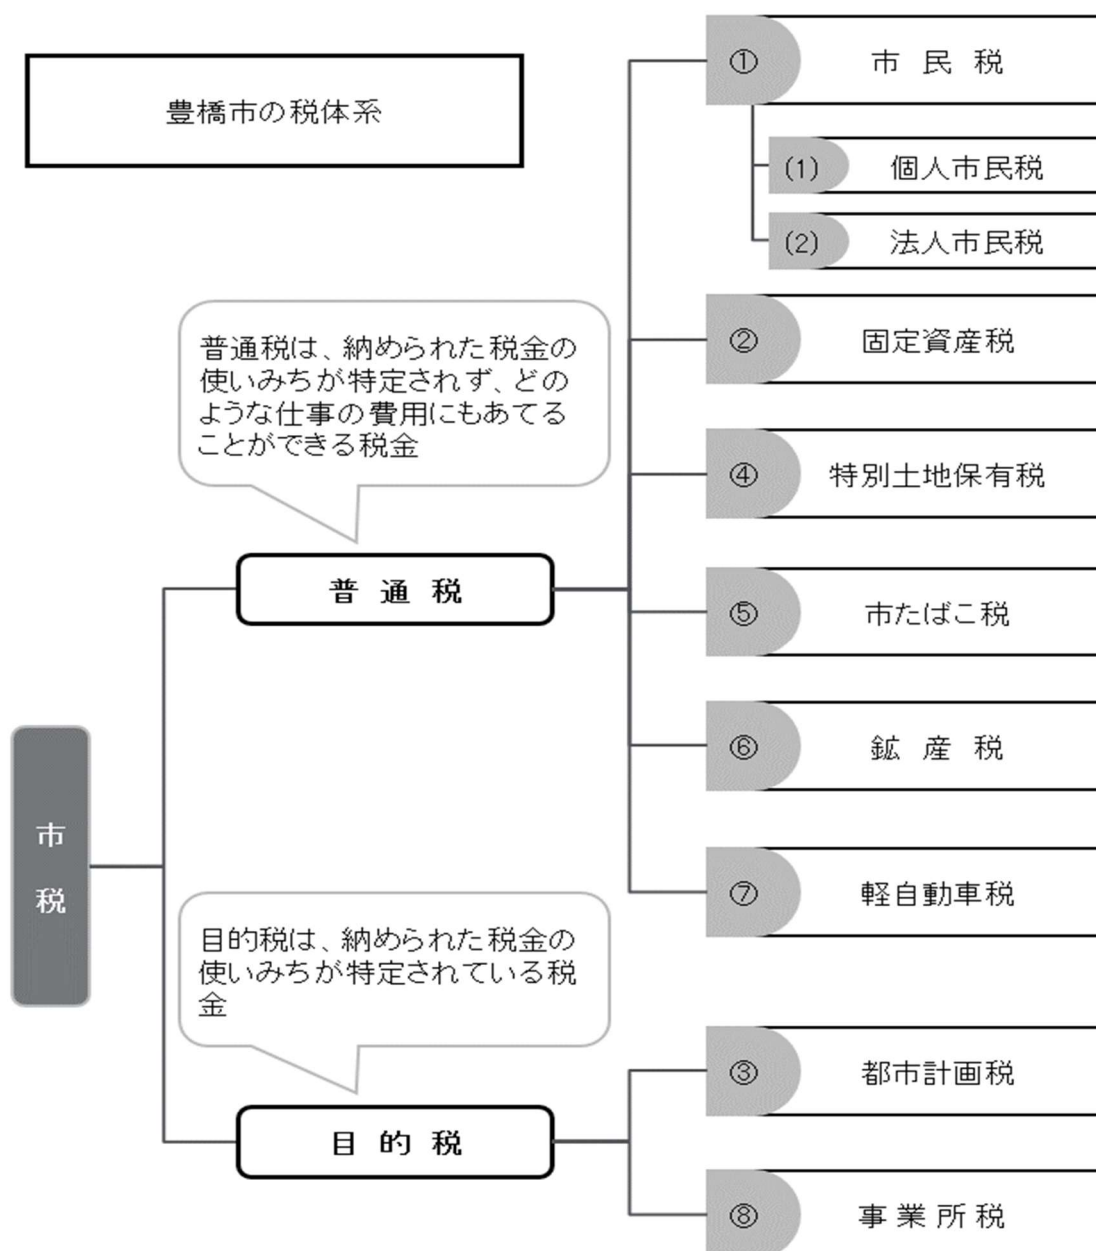 豊橋市の税体系
① 市民税
(1) 個人市民税
(2) 法人市民税
② 固定資産税
普通税は、納められた税金の
使いみちが特定されず、どの
ような仕事の費用にもあてる
ことができる税金
④ 特別土地保有税
普通税
⑤ 市たばこ税
⑥ 鉱産税
市
税
⑦ 軽自動車税
目的税は、納められた税金の
使いみちが特定されている税
金
③ 都市計画税
目的税
⑧ 事業所税